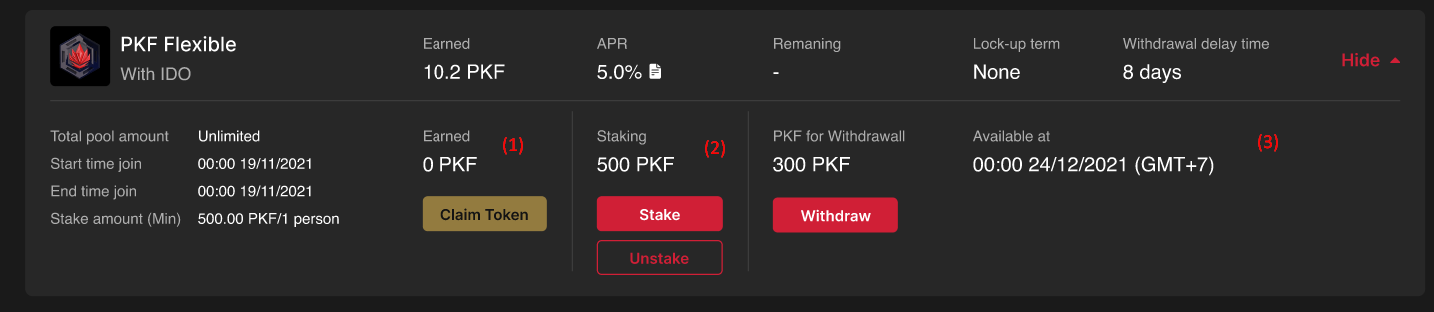 PKF Flexible
With IDO
Earned
10.2 PKF
APR
5.0%
Remaning
-
Lock-up term
None
Withdrawal delay time
8 days
Hide
Total pool amount Unlimited
Start time join 00:00 19/11/2021
End time join 00:00 19/11/2021
Stake amount (Min) 500.00 PKF/1 person
Earned
0 PKF
(1)
Claim Token
Staking
500 PKF
(2)
Stake
Unstake
PKF for Withdrawall
300 PKF
Withdraw
Available at
00:00 24/12/2021 (GMT+7)
(3)